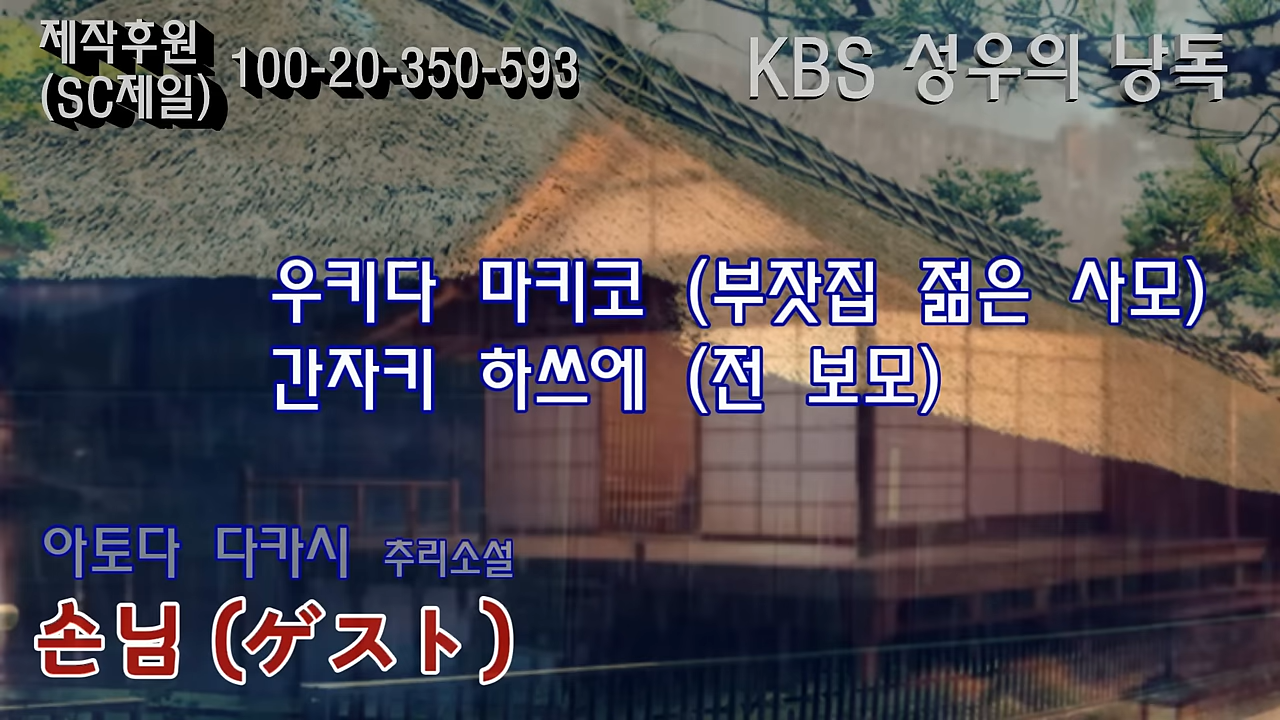 제작후원
(SC제일)
100-20-350-593
KBS 성우의 낭독
우키다 마키코 (부잣집 젊은 사모)
간자키 하쓰에 (전 보모)
아토다 다카시 추리소설
손님 (ゲスト)